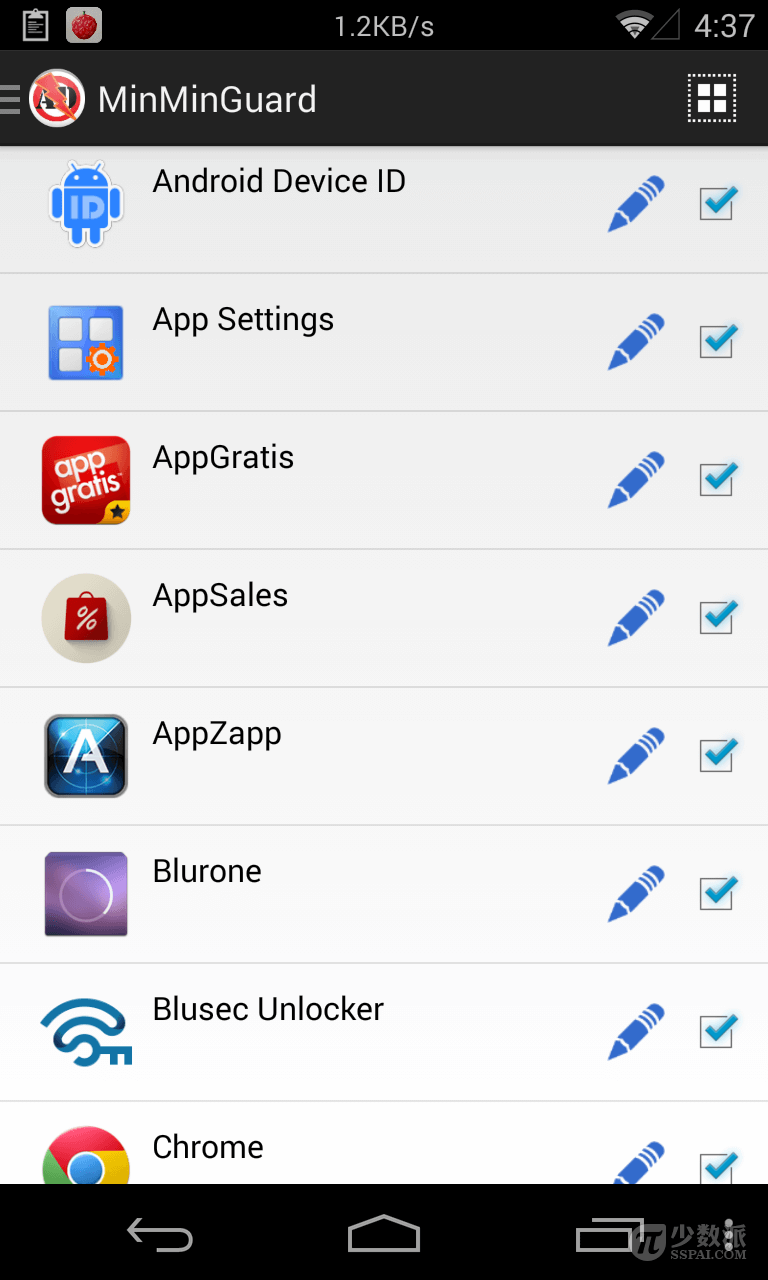 1.2KB/s
4:37
AD
MinMinGuard
ID
Android Device ID
App Settings
app
gratis
AppGratis
%
AppSales
A
AppZapp
Blurone
Blusec Unlocker
Chrome
π 少数派
SSPAI.COM